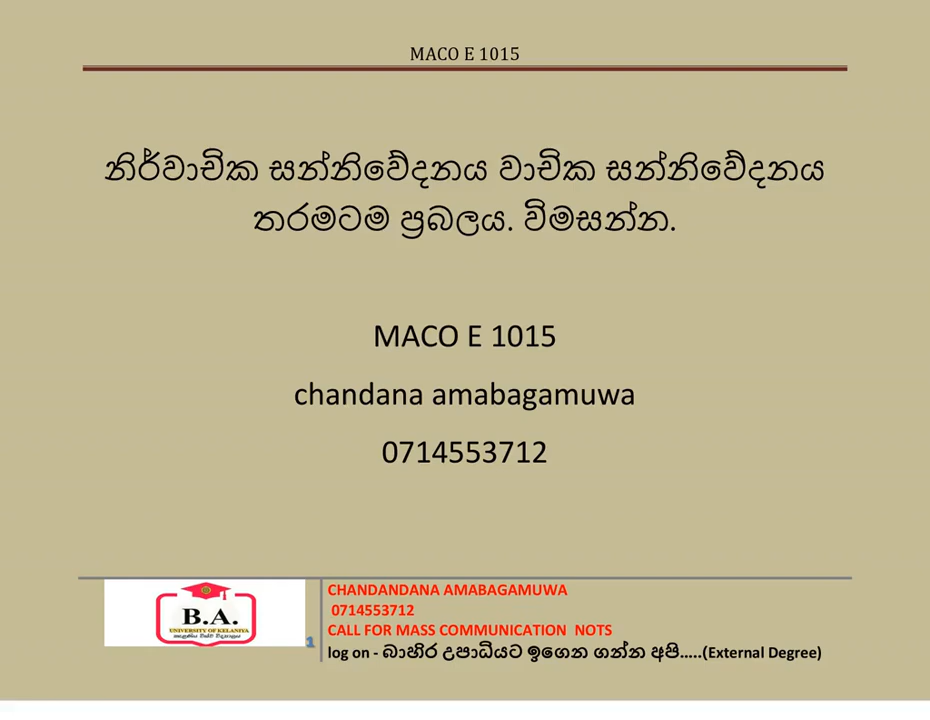 MACO E 1015
නිර්වාචික සන්නිවේදනය වාචික සන්නිවේදනය
තරමටම ප්‍රබලය. විමසන්න.
MACO E 1015
chandana amabagamuwa
0714553712
B.A.
UNIVERSITY OF KELANIYA
1
CHANDANDANA AMABAGAMUWA
0714553712
CALL FOR MASS COMMUNICATION NOTS
log on - බාහිර උපාධියට ඉගෙන ගන්න අපි.....(External Degree)